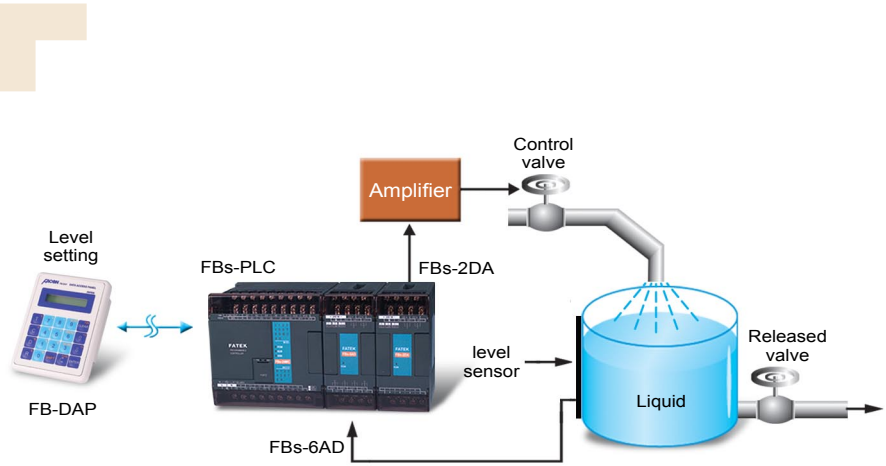 Control
valve
Amplifier
Level
setting
FBs-PLC
FBs-2DA
FATEK
FATEK
FATEK
level
sensor
Released
valve
Liquid
FB-DAP
FBs-6AD